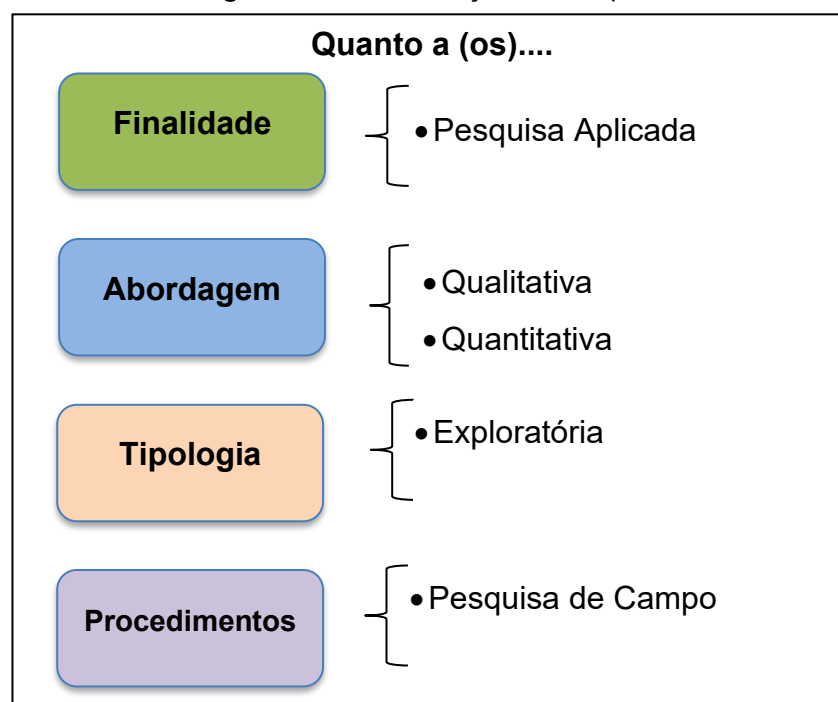 Quanto a (os)....
Finalidade
• Pesquisa Aplicada
Abordagem
• Qualitativa
• Quantitativa
Tipologia
• Exploratória
Procedimentos
• Pesquisa de Campo